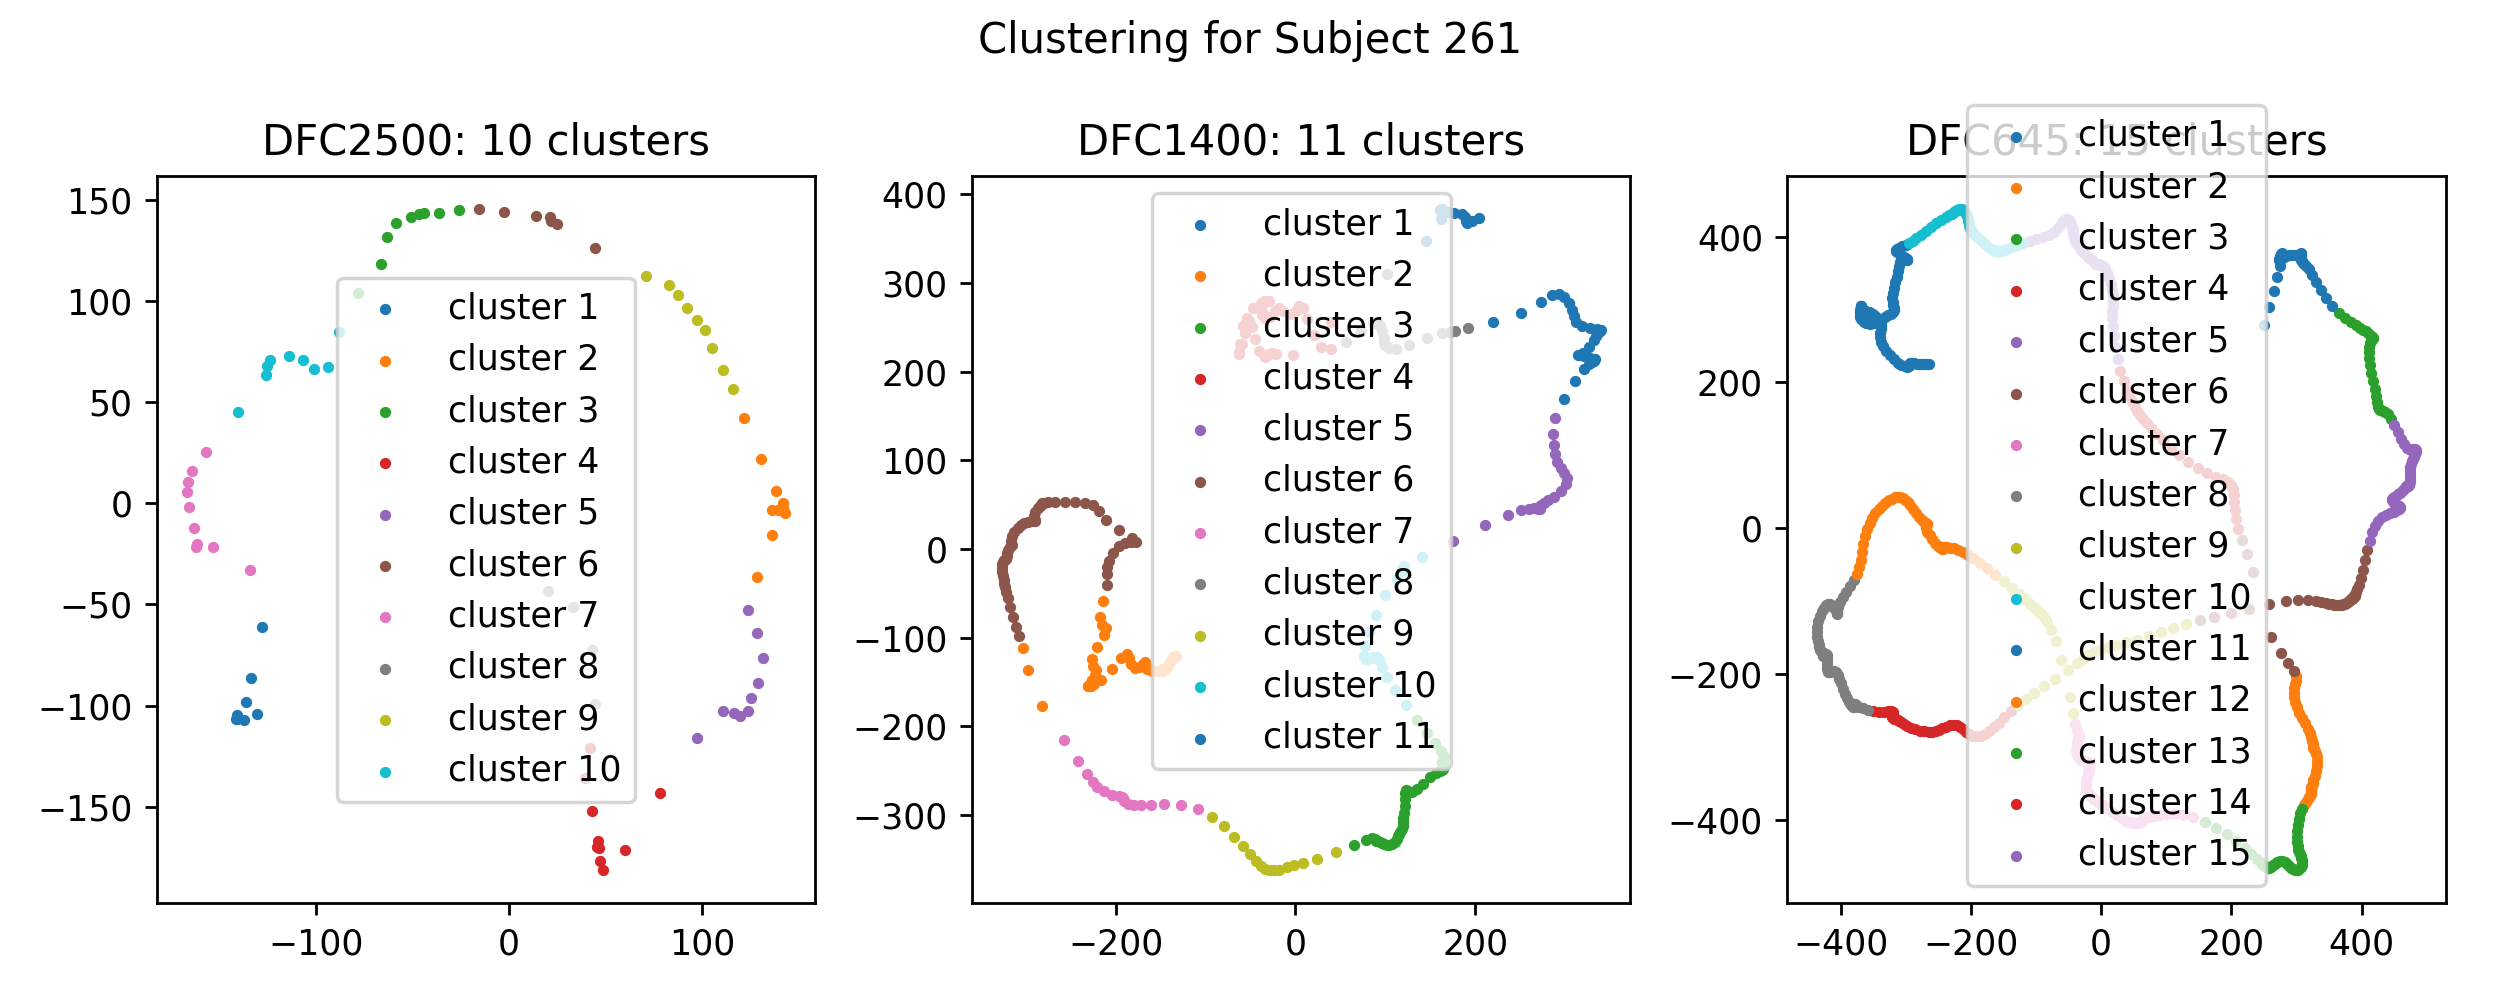 Clustering for Subject 261
DFC2500: 10 clusters
150
100
50
0
−50
−100
−150
−100
0
100
cluster 1
cluster 2
cluster 3
cluster 4
cluster 5
cluster 6
cluster 7
cluster 8
cluster 9
cluster 10
DFC1400: 11 clusters
400
300
200
100
0
−100
−200
−300
−200
0
200
cluster 1
cluster 2
cluster 3
cluster 4
cluster 5
cluster 6
cluster 7
cluster 8
cluster 9
cluster 10
cluster 11
DFC645: 15 clusters
400
200
0
−200
−400
−400
−200
0
200
400
cluster 1
cluster 2
cluster 3
cluster 4
cluster 5
cluster 6
cluster 7
cluster 8
cluster 9
cluster 10
cluster 11
cluster 12
cluster 13
cluster 14
cluster 15